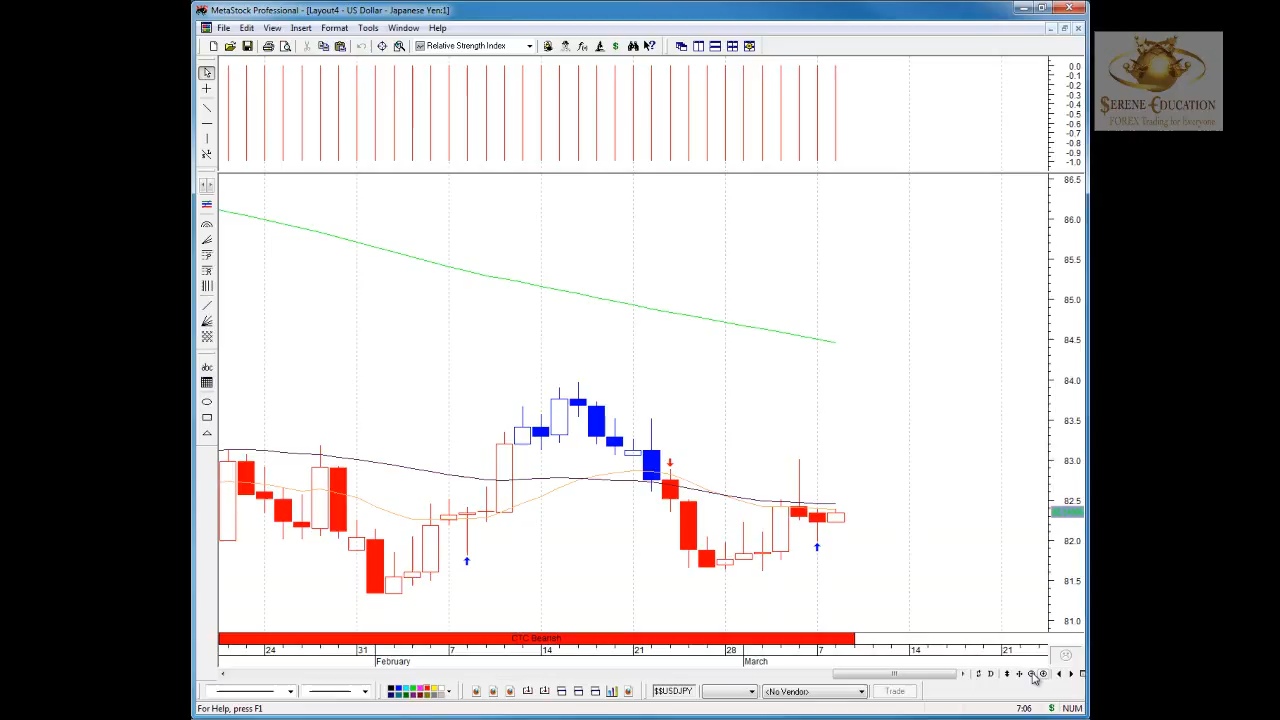 MetaStock Professional - [Layout4 - US Dollar - Japanese Yen:1]
File Edit View Insert Format Tools Window Help
Relative Strength Index
SERENE EDUCATION
FOREX Trading for Everyone
0.0
-0.1
-0.2
-0.3
-0.4
-0.5
-0.6
-0.7
-0.8
-0.9
-1.0
86.5
86.0
85.5
85.0
84.5
84.0
83.5
83.0
82.5
82.0
81.5
81.0
abc
CTC Bearish
24 31 7 14 21 28 7 14 21
February March
D
$$USDJPY <No Vendor> Trade
For Help, press F1 7:06 $ NUM